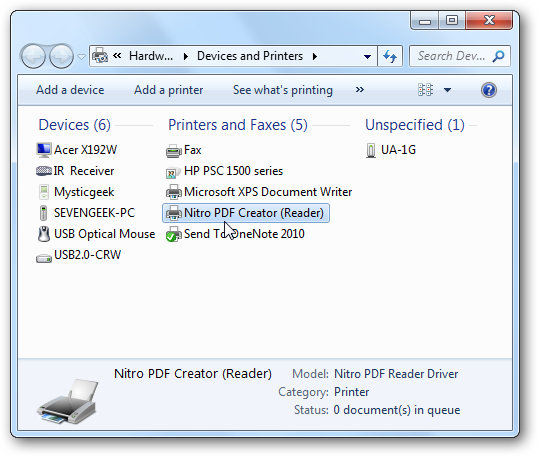 « Hardw... Devices and Printers Search Dev...
Add a device Add a printer See what's printing »
Devices (6) Printers and Faxes (5) Unspecified (1)
Acer X192W Fax UA-1G
IR Receiver HP PSC 1500 series
Mysticgeek Microsoft XPS Document Writer
SEVENGEEK-PC Nitro PDF Creator (Reader)
USB Optical Mouse Send To OneNote 2010
USB2.0-CRW
Nitro PDF Creator (Reader) Model: Nitro PDF Reader Driver
Category: Printer
Status: 0 document(s) in queue